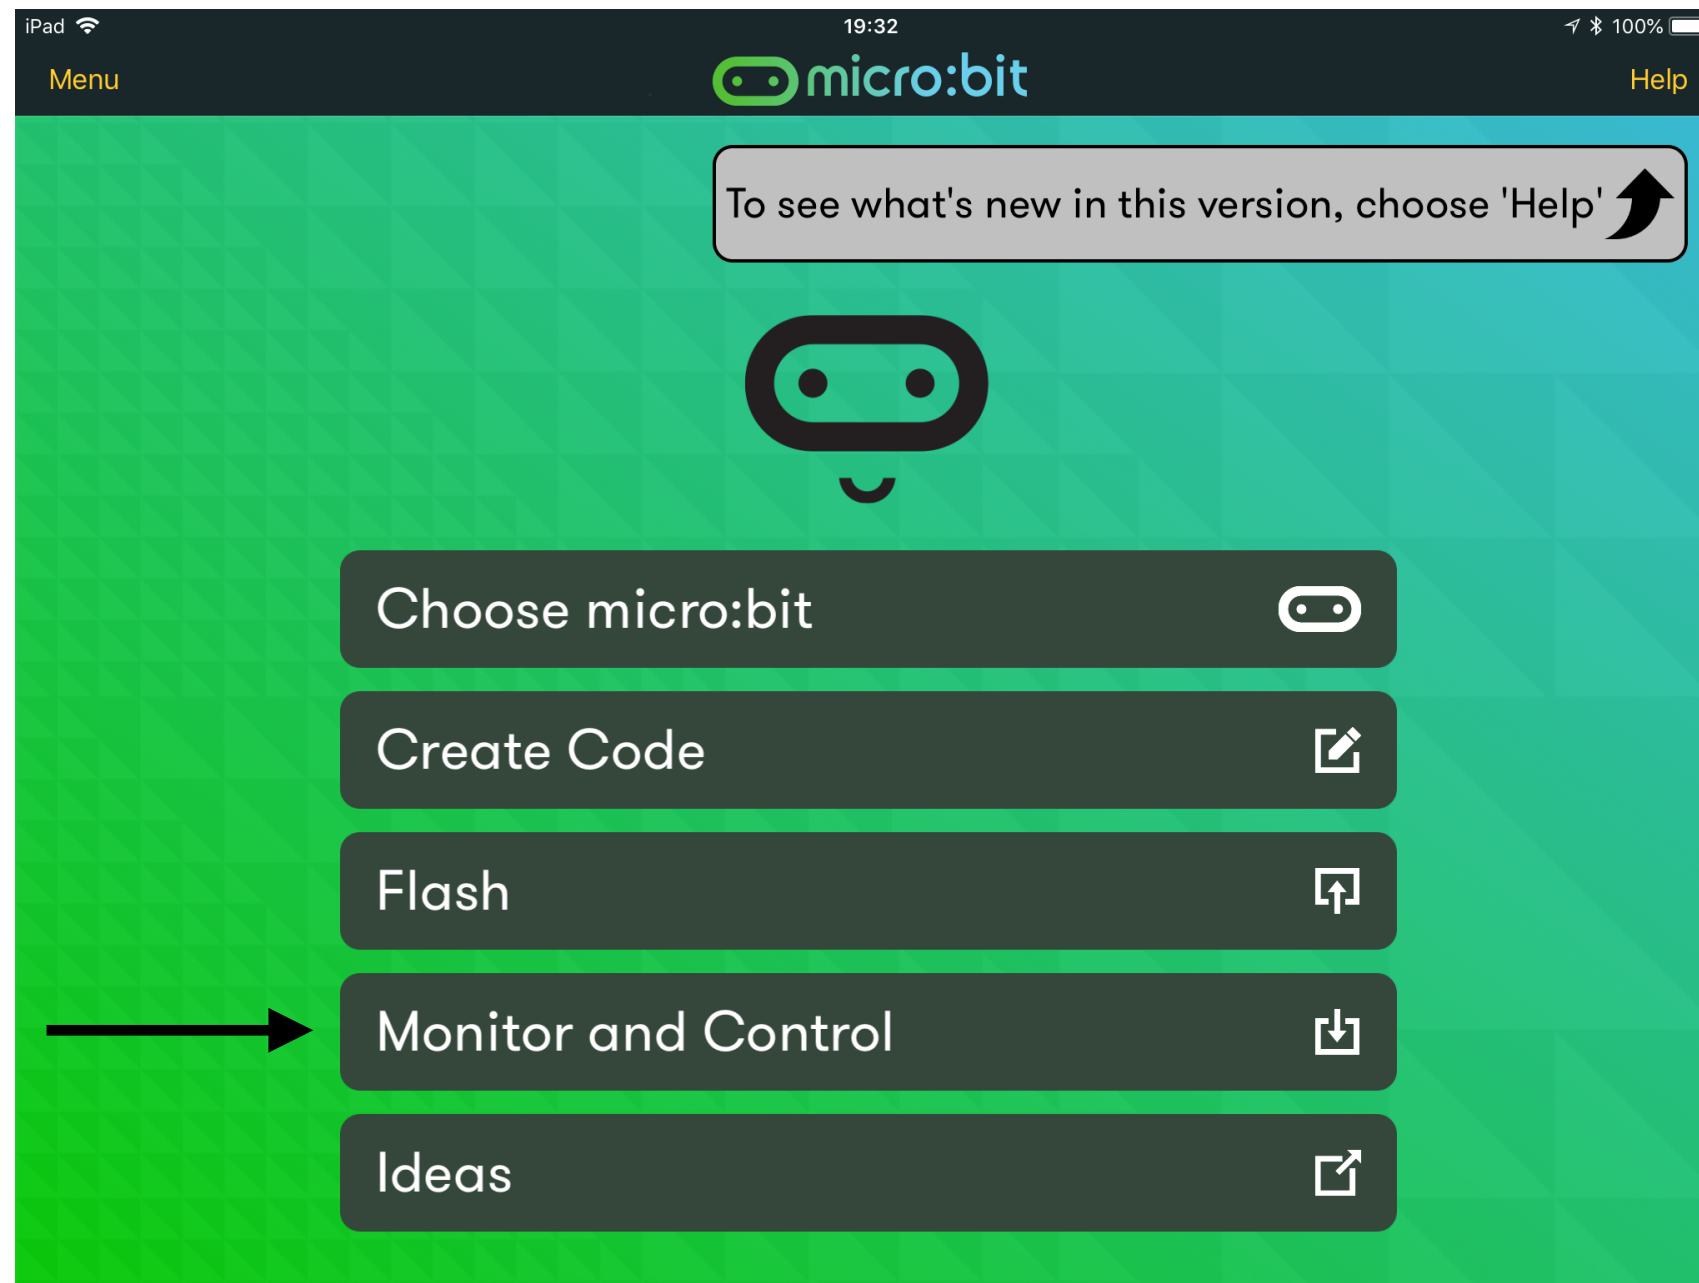 iPad 19:32 100%
Menu micro:bit Help
To see what's new in this version, choose 'Help'
Choose micro:bit
Create Code
Flash
Monitor and Control
Ideas